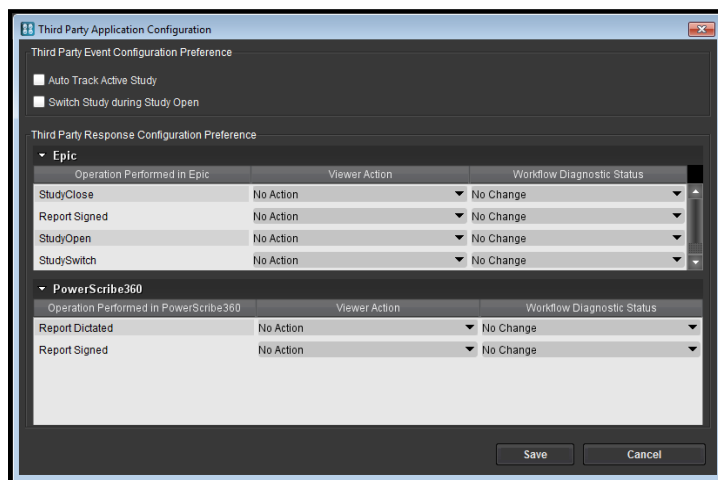 Third Party Application Configuration
Third Party Event Configuration Preference
Auto Track Active Study
Switch Study during Study Open
Third Party Response Configuration Preference
Epic
Operation Performed in Epic Viewer Action Workflow Diagnostic Status
StudyClose No Action No Change
Report Signed No Action No Change
StudyOpen No Action No Change
StudySwitch No Action No Change
PowerScribe360
Operation Performed in PowerScribe360 Viewer Action Workflow Diagnostic Status
Report Dictated No Action No Change
Report Signed No Action No Change
Save Cancel